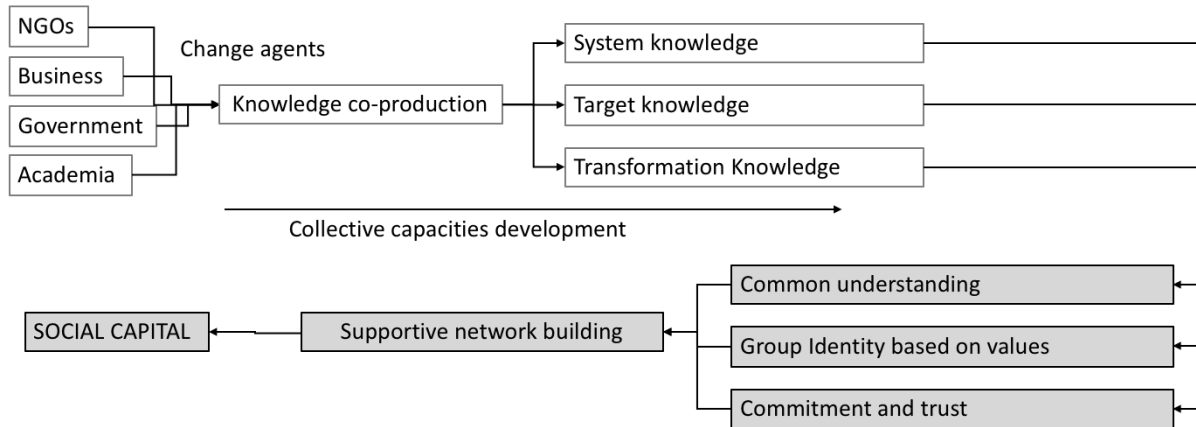 NGOs
Change agents
Business
Government
Academia
Knowledge co-production
System knowledge
Target knowledge
Transformation Knowledge
Collective capacities development
Common understanding
Group Identity based on values
Commitment and trust
Supportive network building
SOCIAL CAPITAL